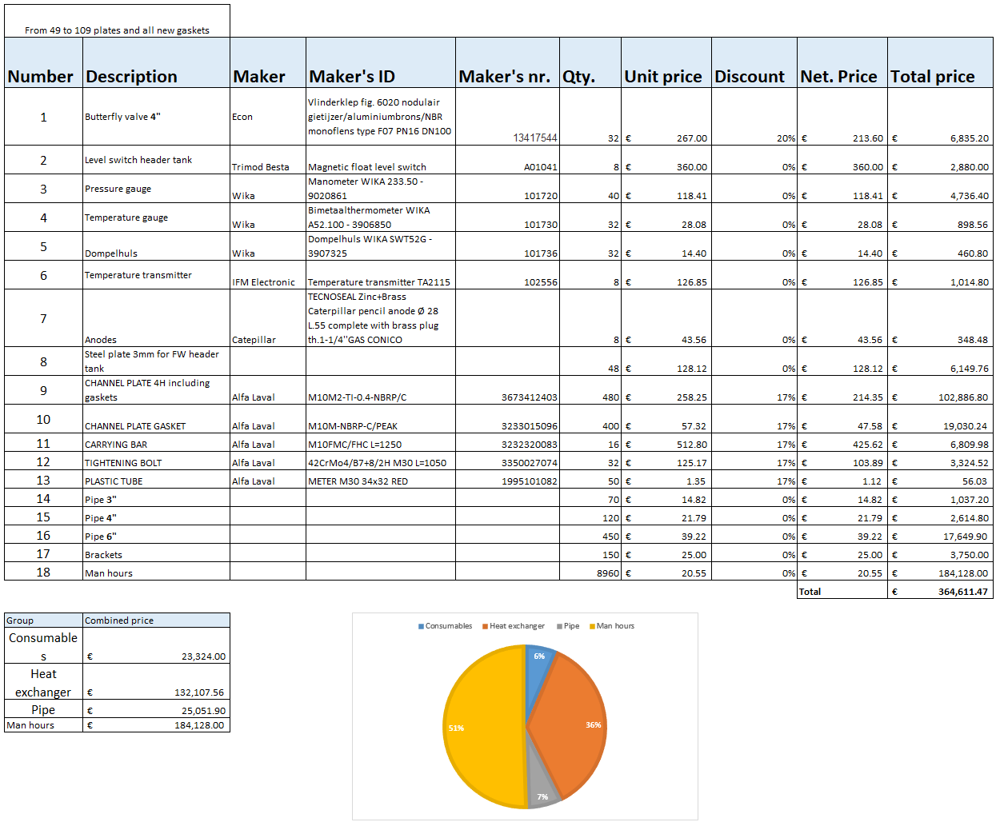 From 49 to 109 plates and all new gaskets
Number Description Maker Maker's ID Maker's nr. Qty. Unit price Discount Net. Price Total price
1 Butterfly valve 4" Econ Vlinderklep fig. 6020 nodulair
gietijzer/aluminiumbrons/NBR
monoflens type F07 PN16 DN100 13417544 32 € 267.00 20% € 213.60 € 6,835.20
2 Level switch header tank Trimod Besta Magnetic float level switch A01041 8 € 360.00 0% € 360.00 € 2,880.00
3 Pressure gauge Wika Manometer WIKA 233.50 -
9020861 101720 40 € 118.41 0% € 118.41 € 4,736.40
4 Temperature gauge Wika Bimetaalthermometer WIKA
A52.100 - 3906850 101730 32 € 28.08 0% € 28.08 € 898.56
5 Dompelhuls Wika Dompelhuls WIKA SWT52G -
3907325 101736 32 € 14.40 0% € 14.40 € 460.80
6 Temperature transmitter IFM Electronic Temperature transmitter TA2115 102556 8 € 126.85 0% € 126.85 € 1,014.80
7 Anodes Catepillar TECNOSEAL Zinc+Brass
Caterpillar pencil anode Ø 28
L.55 complete with brass plug
th.1-1/4''GAS CONICO 8 € 43.56 0% € 43.56 € 348.48
8 Steel plate 3mm for FW header
tank 48 € 128.12 0% € 128.12 € 6,149.76
9 CHANNEL PLATE 4H including
gaskets Alfa Laval M10M2-TI-0.4-NBRP/C 3673412403 480 € 258.25 17% € 214.35 € 102,886.80
10 CHANNEL PLATE GASKET Alfa Laval M10M-NBRP-C/PEAK 3233015096 400 € 57.32 17% € 47.58 € 19,030.24
11 CARRYING BAR Alfa Laval M10FMC/FHC L=1250 3232320083 16 € 512.80 17% € 425.62 € 6,809.98
12 TIGHTENING BOLT Alfa Laval 42CrMo4/B7+8/2H M30 L=1050 3350027074 32 € 125.17 17% € 103.89 € 3,324.52
13 PLASTIC TUBE Alfa Laval METER M30 34x32 RED 1995101082 50 € 1.35 17% € 1.12 € 56.03
14 Pipe 3" 70 € 14.82 0% € 14.82 € 1,037.20
15 Pipe 4" 120 € 21.79 0% € 21.79 € 2,614.80
16 Pipe 6" 450 € 39.22 0% € 39.22 € 17,649.90
17 Brackets 150 € 25.00 0% € 25.00 € 3,750.00
18 Man hours 8960 € 20.55 0% € 20.55 € 184,128.00
Total € 364,611.47
Group Combined price
Consumable
s € 23,324.00
Heat
exchanger € 132,107.56
Pipe € 25,051.90
Man hours € 184,128.00
Consumables Heat exchanger Pipe Man hours
6%
36%
51%
7%